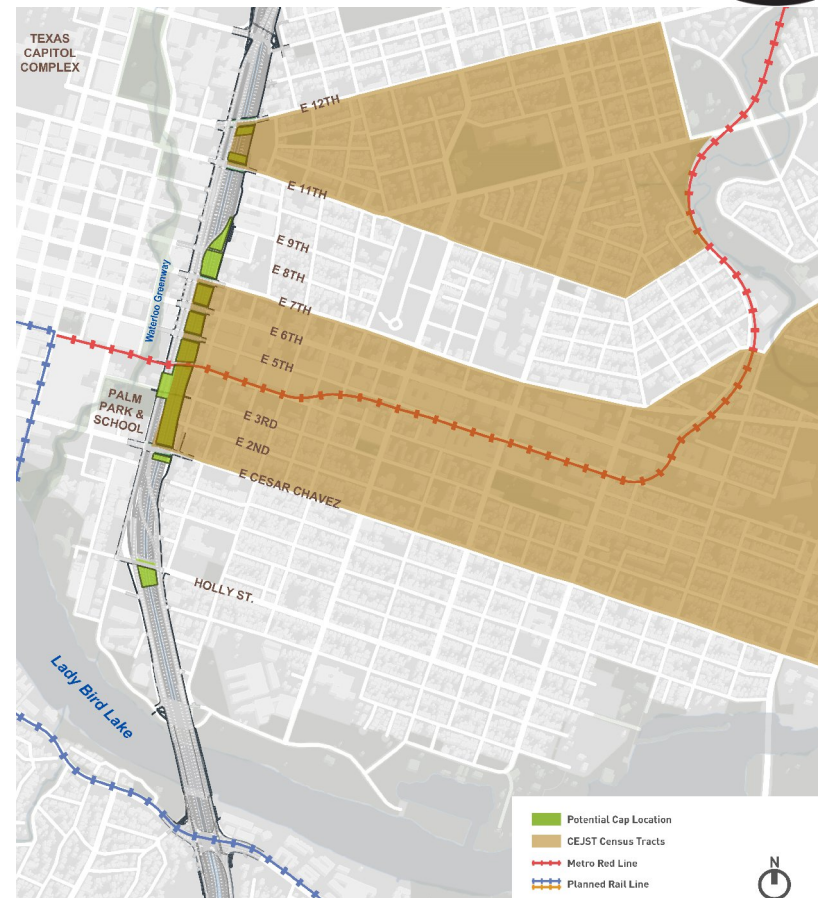 TEXAS
CAPITOL
COMPLEX
E 12TH
E 11TH
E 9TH
E 8TH
Waterloo Greenway
E 7TH
E 6TH
E 5TH
PALM
PARK &
SCHOOL
E 3RD
E 2ND
E CESAR CHAVEZ
HOLLY ST.
Lady Bird Lake
Potential Cap Location
CEJST Census Tracts
Metro Red Line
Planned Rail Line
N